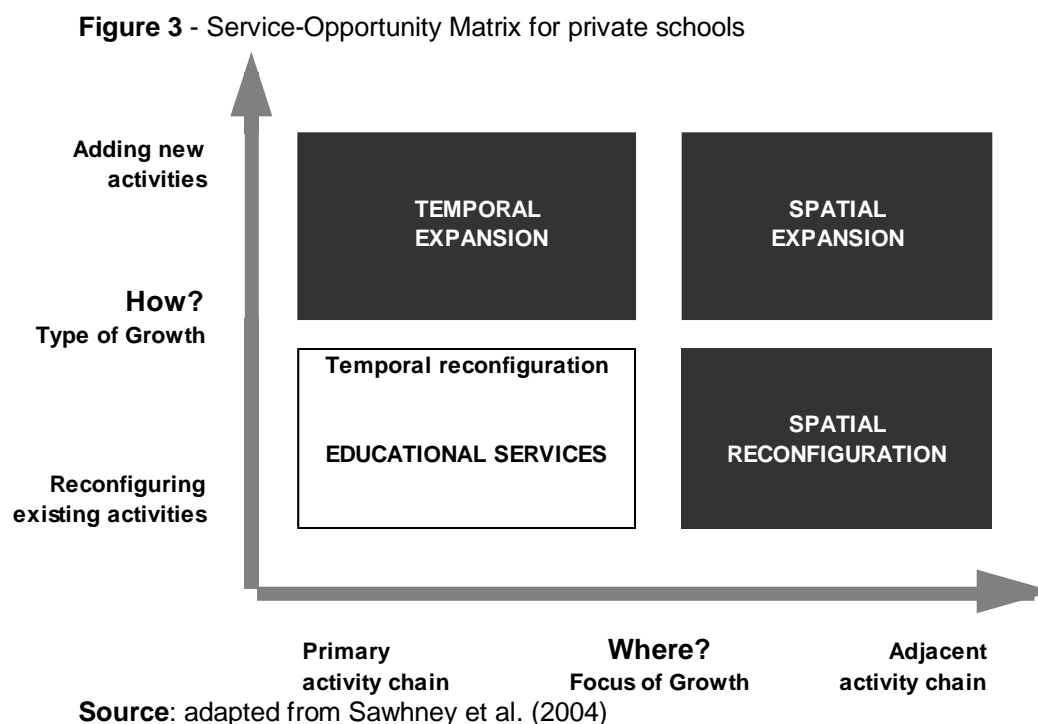 Figure 3 - Service-Opportunity Matrix for private schools
Adding new
activities
TEMPORAL
EXPANSION
SPATIAL
EXPANSION
How?
Type of Growth
Temporal reconfiguration
EDUCATIONAL SERVICES
SPATIAL
RECONFIGURATION
Reconfiguring
existing activities
Primary
activity chain
Where?
Focus of Growth
Adjacent
activity chain
Source: adapted from Sawhney et al. (2004)